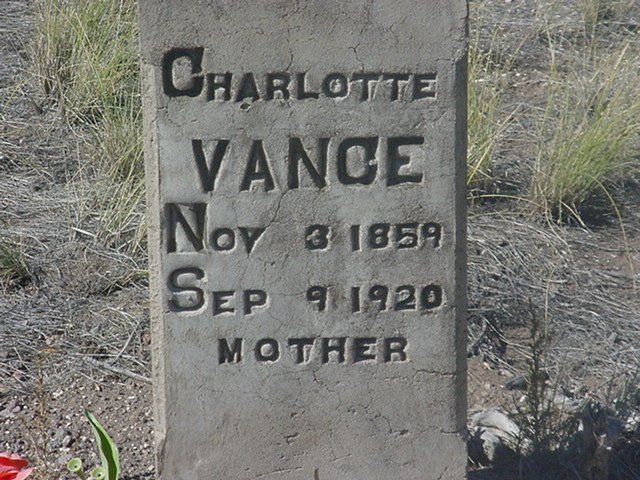 CHARLOTTE
VANCE
NOV 3 1859
SEP 9 1920
MOTHER